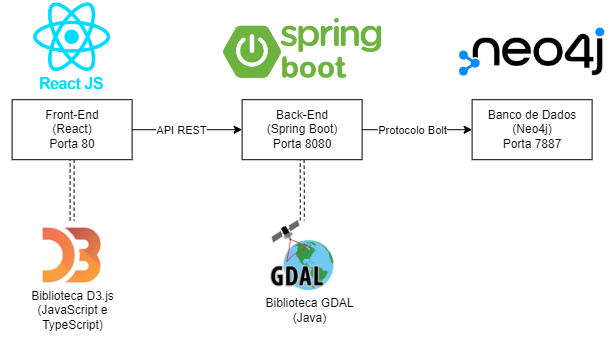 React JS
spring
boot
neo4j
Front-End
(React)
Porta 80
API REST
Back-End
(Spring Boot)
Porta 8080
Protocolo Bolt
Banco de Dados
(Neo4j)
Porta 7887
D3
Biblioteca D3.js
(JavaScript e
TypeScript)
GDAL
Biblioteca GDAL
(Java)